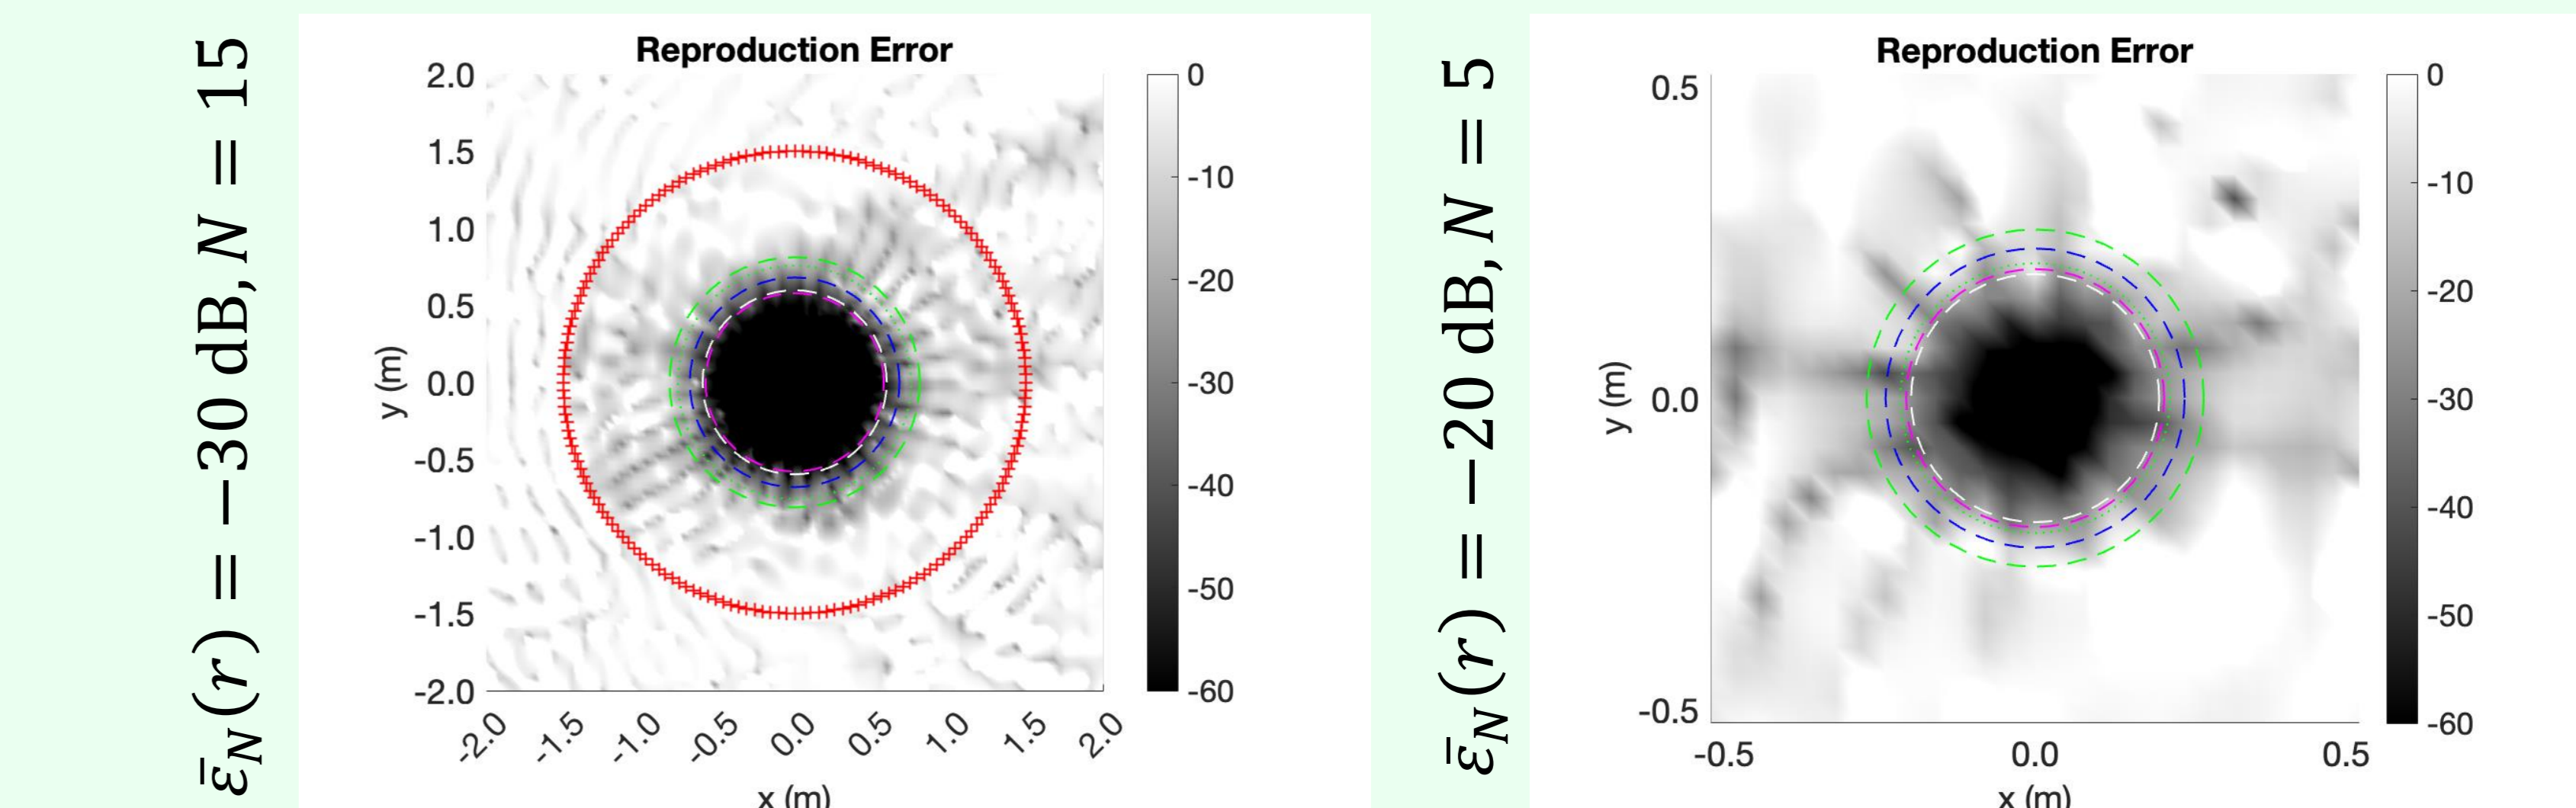 ε̄_N(r) = −30 dB, N = 15
Reproduction Error
2.0
1.5
1.0
0.5
0.0
-0.5
-1.0
-1.5
-2.0
y (m)
-2.0 -1.5 -1.0 -0.5 0.0 0.5 1.0 1.5 2.0
x (m)
0
-10
-20
-30
-40
-50
-60
ε̄_N(r) = −20 dB, N = 5
Reproduction Error
0.5
0.0
-0.5
y (m)
-0.5 0.0 0.5
x (m)
0
-10
-20
-30
-40
-50
-60